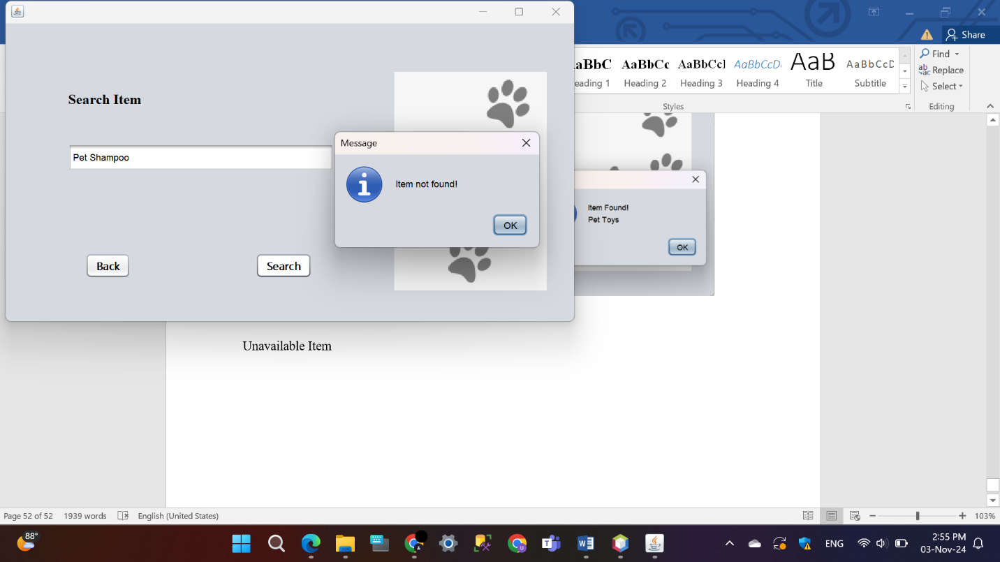 Share
Search Item
Pet Shampoo
Message
Item not found!
OK
Back
Search
aBbC
AaBbCc
AaBbCcI
AaBbCcD
AaB
AaBbCcD
eading 1
Heading 2
Heading 3
Heading 4
Title
Subtitle
Styles
Find
Replace
Select
Editing
Item Found!
Pet Toys
OK
Unavailable Item
Page 52 of 52
1939 words
English (United States)
103%
88°
ENG
2:55 PM
03-Nov-24